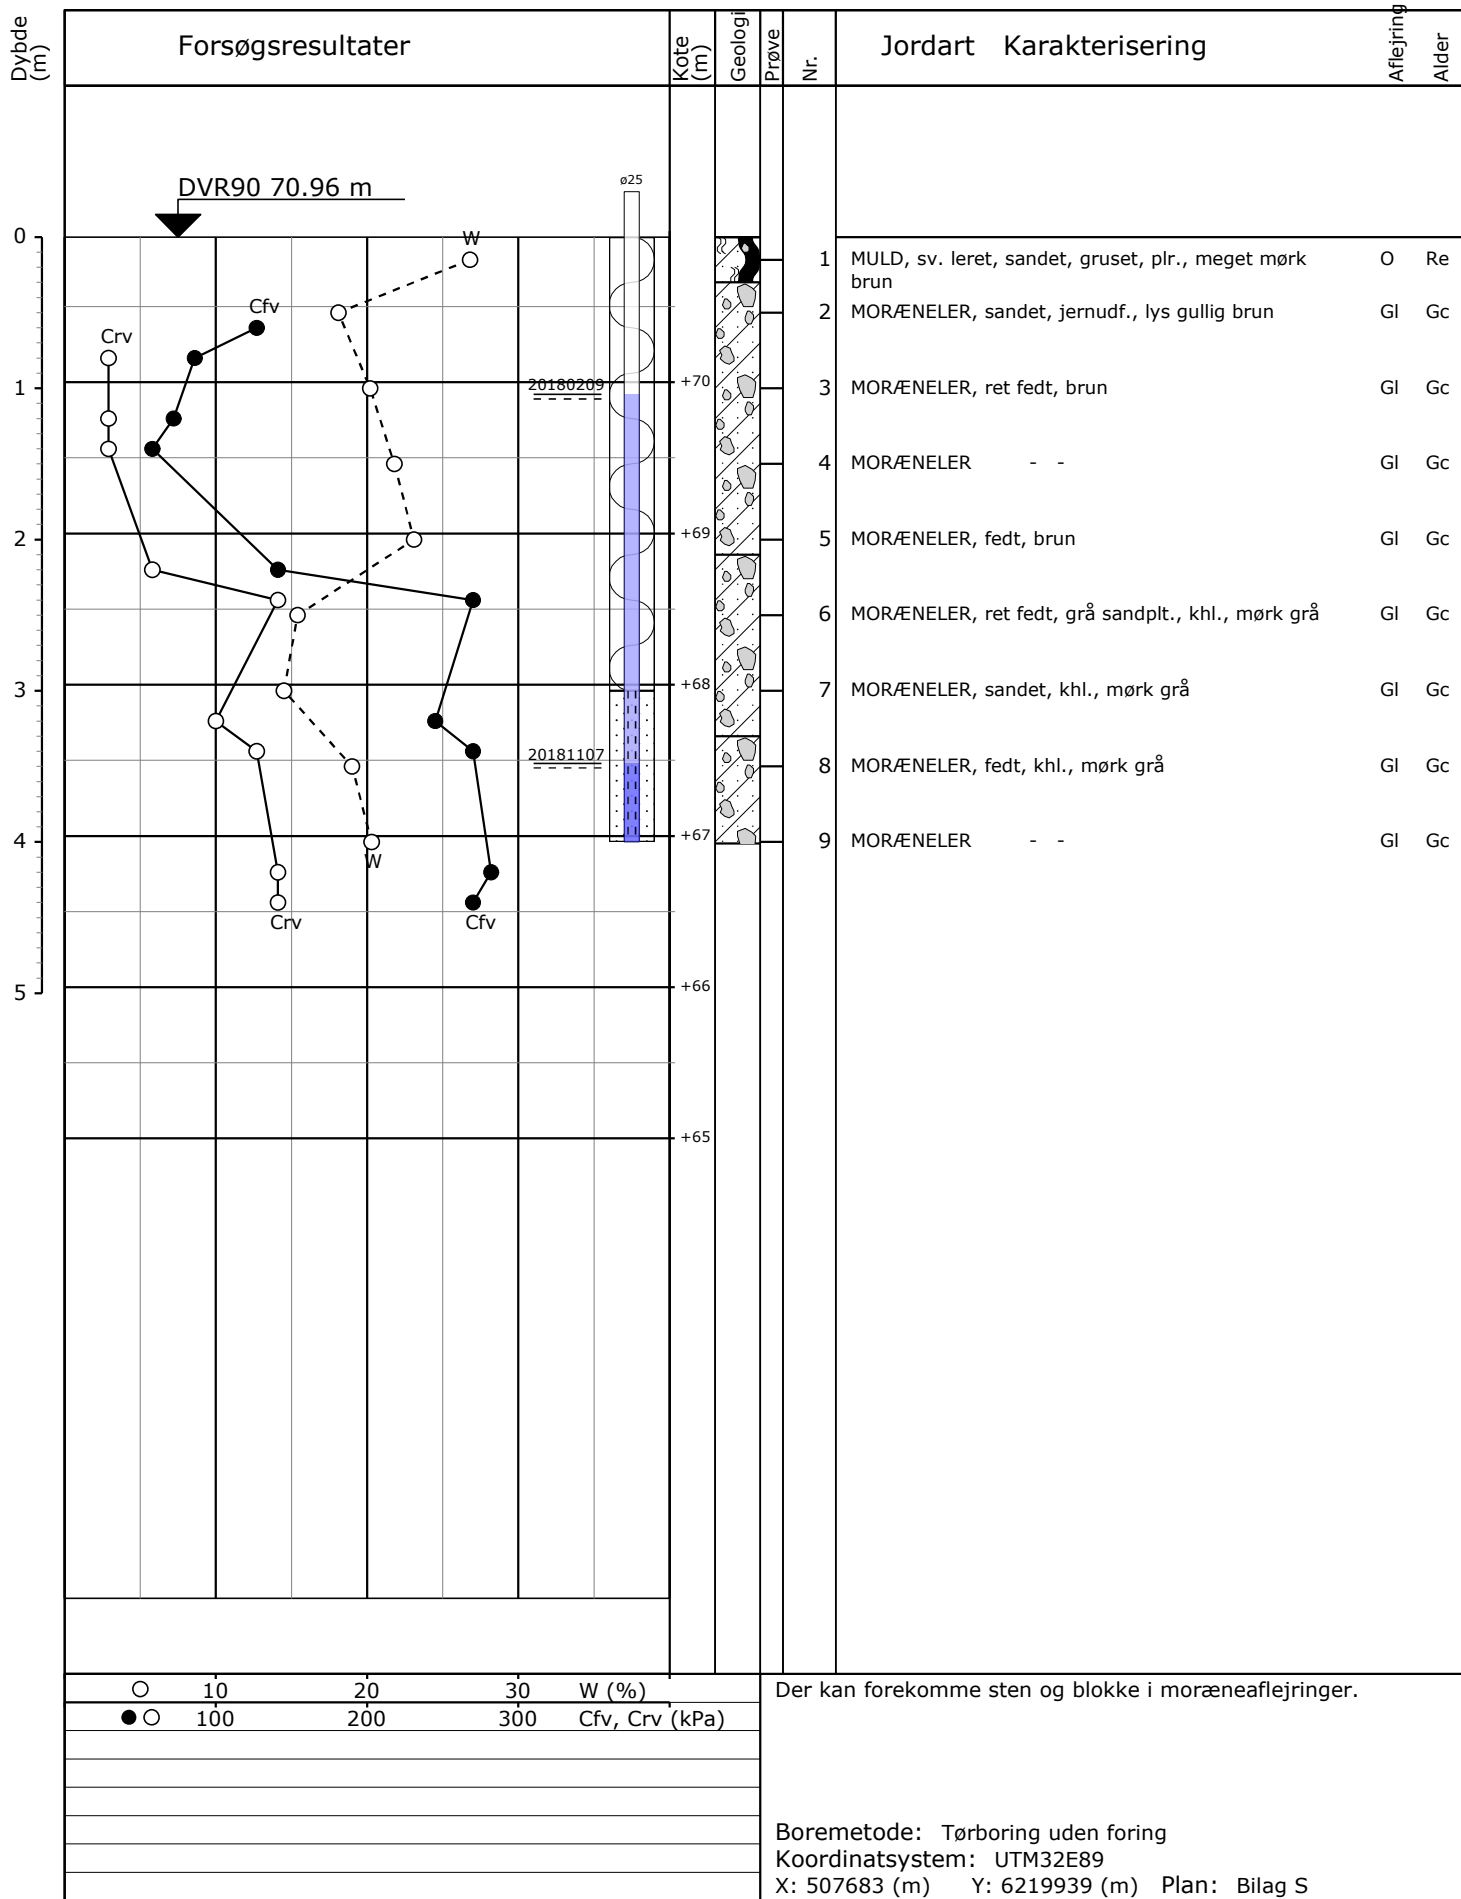 Dybde (m)
Forsøgsresultater
Kote (m)
Geologi
Prøve
Nr.
Jordart Karakterisering
Aflejring
Alder
DVR90 70.96 m
ø25
0
1
2
3
4
5
W
Cfv
Crv
20180209
20181107
W
Crv
Cfv
+70
+69
+68
+67
+66
+65
1 MULD, sv. leret, sandet, gruset, plr., meget mørk O Re
brun
2 MORÆNELER, sandet, jernudf., lys gullig brun Gl Gc
3 MORÆNELER, ret fedt, brun Gl Gc
4 MORÆNELER - - Gl Gc
5 MORÆNELER, fedt, brun Gl Gc
6 MORÆNELER, ret fedt, grå sandplt., khl., mørk grå Gl Gc
7 MORÆNELER, sandet, khl., mørk grå Gl Gc
8 MORÆNELER, fedt, khl., mørk grå Gl Gc
9 MORÆNELER - - Gl Gc
10 20 30 W (%)
100 200 300 Cfv, Crv (kPa)
Der kan forekomme sten og blokke i moræneaflejringer.
Boremetode: Tørboring uden foring
Koordinatsystem: UTM32E89
X: 507683 (m) Y: 6219939 (m) Plan: Bilag S